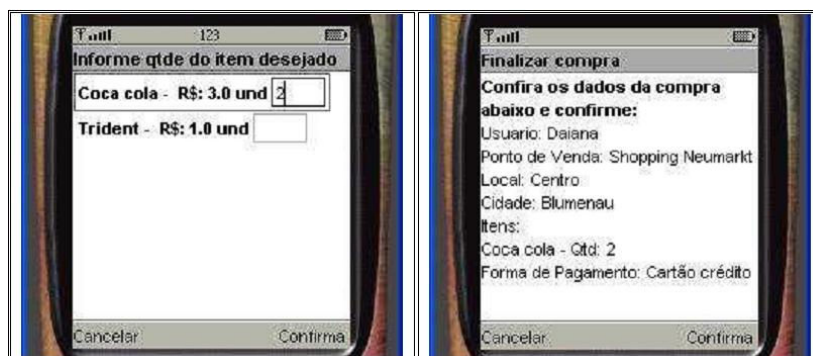 123
Informe qtde do item desejado
Coca cola - R$: 3.0 und 2
Trident - R$: 1.0 und
Cancelar Confirma
Finalizar compra
Confira os dados da compra
abaixo e confirme:
Usuario: Daiana
Ponto de Venda: Shopping Neumarkt
Local: Centro
Cidade: Blumenau
Itens:
Coca cola - Qtd: 2
Forma de Pagamento: Cartão crédito
Cancelar Confirma